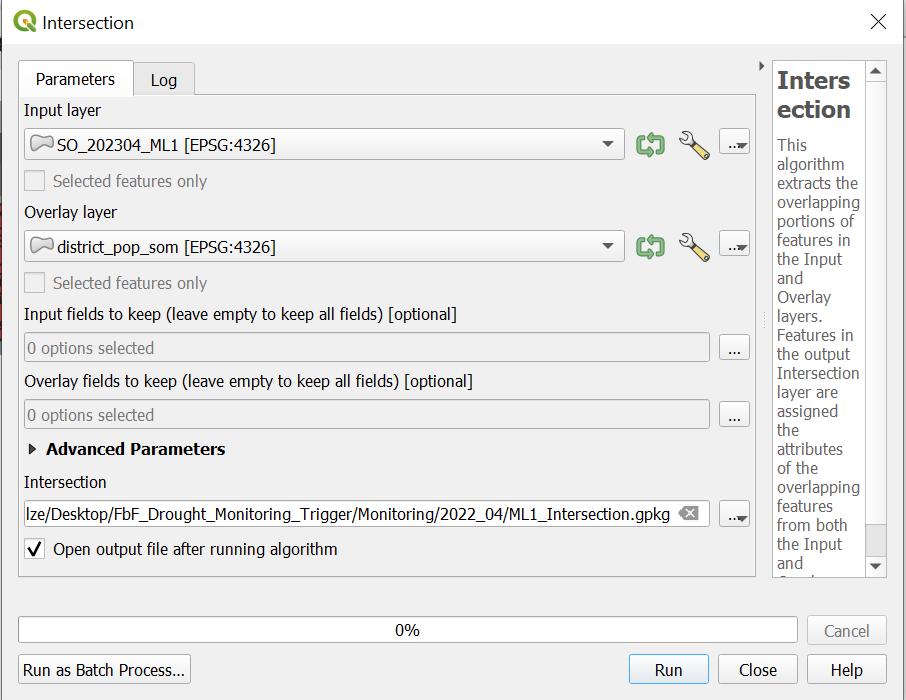 Intersection
Parameters
Log
Input layer
SO_202304_ML1 [EPSG:4326]
...
Selected features only
Overlay layer
district_pop_som [EPSG:4326]
...
Selected features only
Input fields to keep (leave empty to keep all fields) [optional]
0 options selected
...
Overlay fields to keep (leave empty to keep all fields) [optional]
0 options selected
...
Advanced Parameters
Intersection
lze/Desktop/FbF_Drought_Monitoring_Trigger/Monitoring/2022_04/ML1_Intersection.gpkg
...
Open output file after running algorithm
Inters
ection
This
algorithm
extracts the
overlapping
portions of
features in
the Input
and
Overlay
layers.
Features in
the output
Intersection
layer are
assigned
the
attributes
of the
overlapping
features
from both
the Input
and
0%
Cancel
Run as Batch Process...
Run
Close
Help